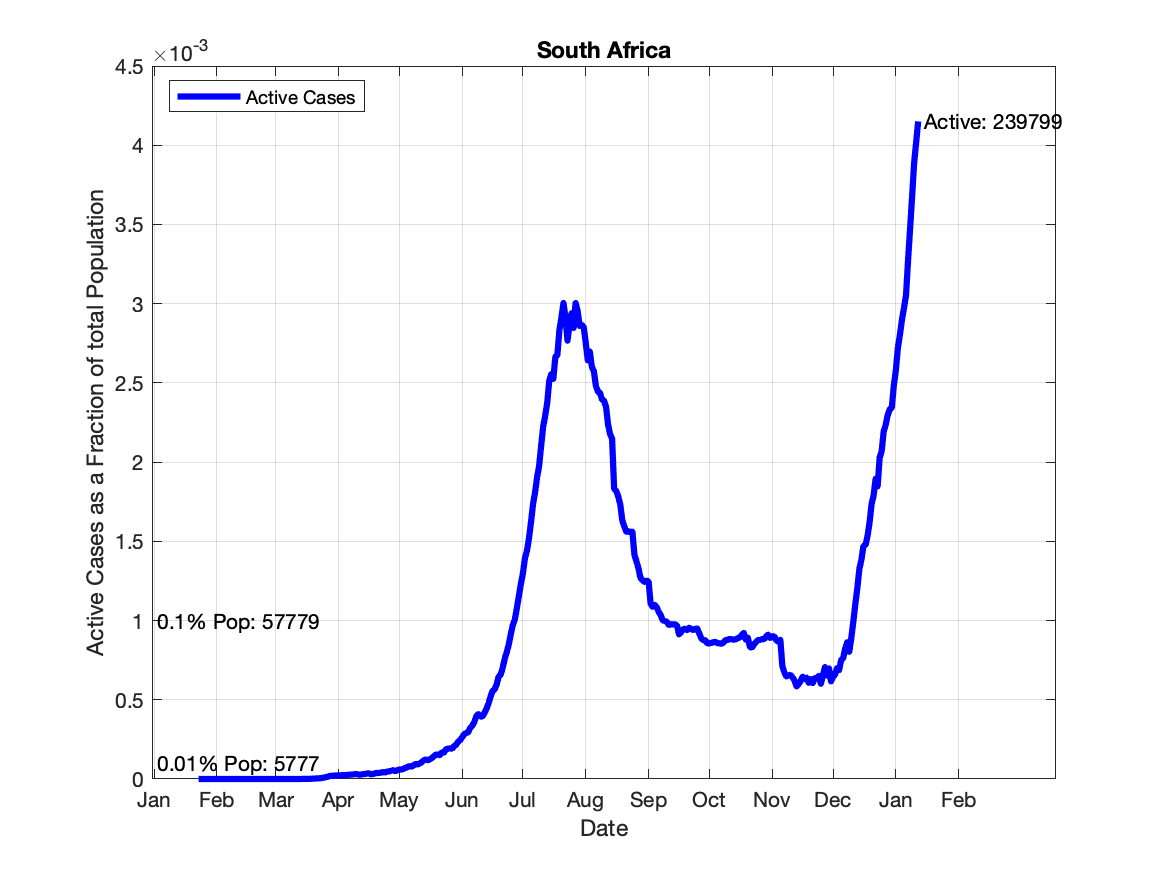 South Africa
×10-3
4.5
4
3.5
3
2.5
2
1.5
1
0.5
0
Active Cases as a Fraction of total Population
Active Cases
Active: 239799
0.1% Pop: 57779
0.01% Pop: 5777
Jan Feb Mar Apr May Jun Jul Aug Sep Oct Nov Dec Jan Feb
Date